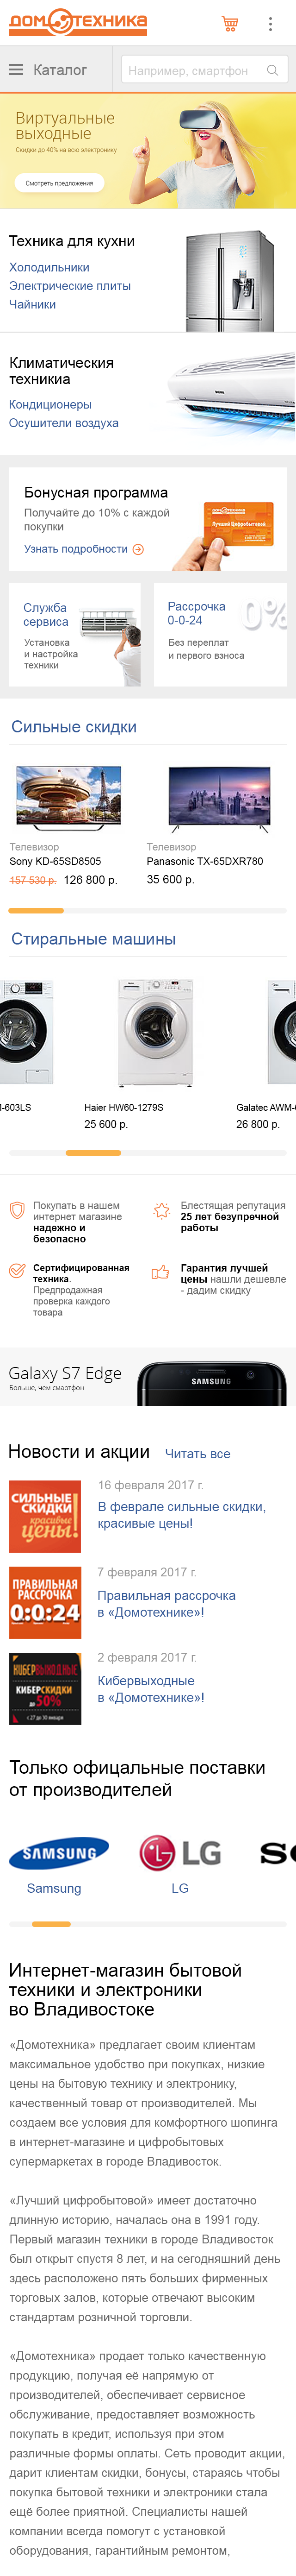 ДОМОТЕХНИКА
Каталог
Например, смартфон
Виртуальные
выходные
Скидки до 40% на всю электронику
Смотреть предложения
Техника для кухни
Холодильники
Электрические плиты
Чайники
Климатическия
техникиа
Кондиционеры
Осушители воздуха
Бонусная программа
Получайте до 10% с каждой
покупки
Узнать подробности
ДОМОТЕХНИКА
Лучший Цифробытовой
Служба
сервиса
Установка
и настройка
техники
Рассрочка
0-0-24
Без переплат
и первого взноса
0%
Сильные скидки
Телевизор
Sony KD-65SD8505
157 530 р. 126 800 р.
Телевизор
Panasonic TX-65DXR780
35 600 р.
Стиральные машины
-603LS
Haier HW60-1279S
25 600 р.
Galatec AWM-
26 800 р.
Покупать в нашем
интернет магазине
надежно и
безопасно
Блестящая репутация
25 лет безупречной
работы
Сертифицированная
техника.
Предпродажная
проверка каждого
товара
Гарантия лучшей
цены нашли дешевле
- дадим скидку
Galaxy S7 Edge
Больше, чем смартфон
SAMSUNG
Новости и акции Читать все
СИЛЬНЫЕ
СКИДКИ
красивые
цены!
16 февраля 2017 г.
В феврале сильные скидки,
красивые цены!
ПРАВИЛЬНАЯ
РАССРОЧКА
0:0:24
7 февраля 2017 г.
Правильная рассрочка
в «Домотехнике»!
КИБЕРВЫХОДНЫЕ
КИБЕРСКИДКИ
до 50%
с 27 до 30 января
2 февраля 2017 г.
Кибервыходные
в «Домотехнике»!
Только офицальные поставки
от производителей
SAMSUNG
Samsung
LG
LG
SO
Интернет-магазин бытовой
техники и электроники
во Владивостоке
«Домотехника» предлагает своим клиентам
максимальное удобство при покупках, низкие
цены на бытовую технику и электронику,
качественный товар от производителей. Мы
создаем все условия для комфортного шопинга
в интернет-магазине и цифробытовых
супермаркетах в городе Владивосток.
«Лучший цифробытовой» имеет достаточно
длинную историю, началась она в 1991 году.
Первый магазин техники в городе Владивосток
был открыт спустя 8 лет, и на сегодняшний день
здесь расположено пять больших фирменных
торговых залов, которые отвечают высоким
стандартам розничной торговли.
«Домотехника» продает только качественную
продукцию, получая её напрямую от
производителей, обеспечивает сервисное
обслуживание, предоставляет возможность
покупать в кредит, используя при этом
различные формы оплаты. Сеть проводит акции,
дарит клиентам скидки, бонусы, стараясь чтобы
покупка бытовой техники и электроники стала
ещё более приятной. Специалисты нашей
компании всегда помогут с установкой
оборудования, гарантийным ремонтом,